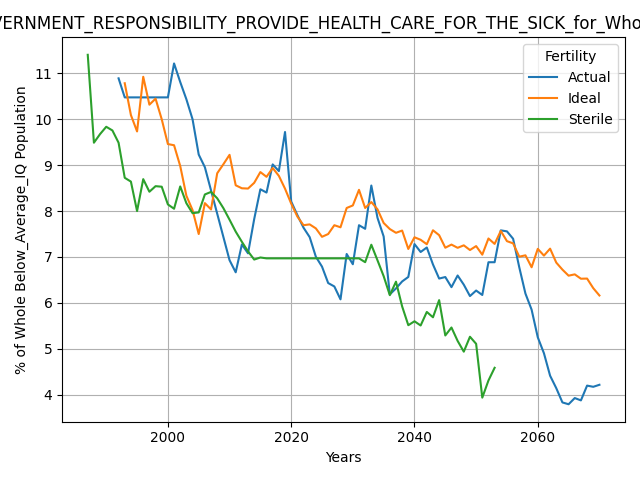 VERNMENT_RESPONSIBILITY_PROVIDE_HEALTH_CARE_FOR_THE_SICK_for_Who
% of Whole Below_Average_IQ Population
11
10
9
8
7
6
5
4
Fertility
Actual
Ideal
Sterile
2000 2020 2040 2060
Years